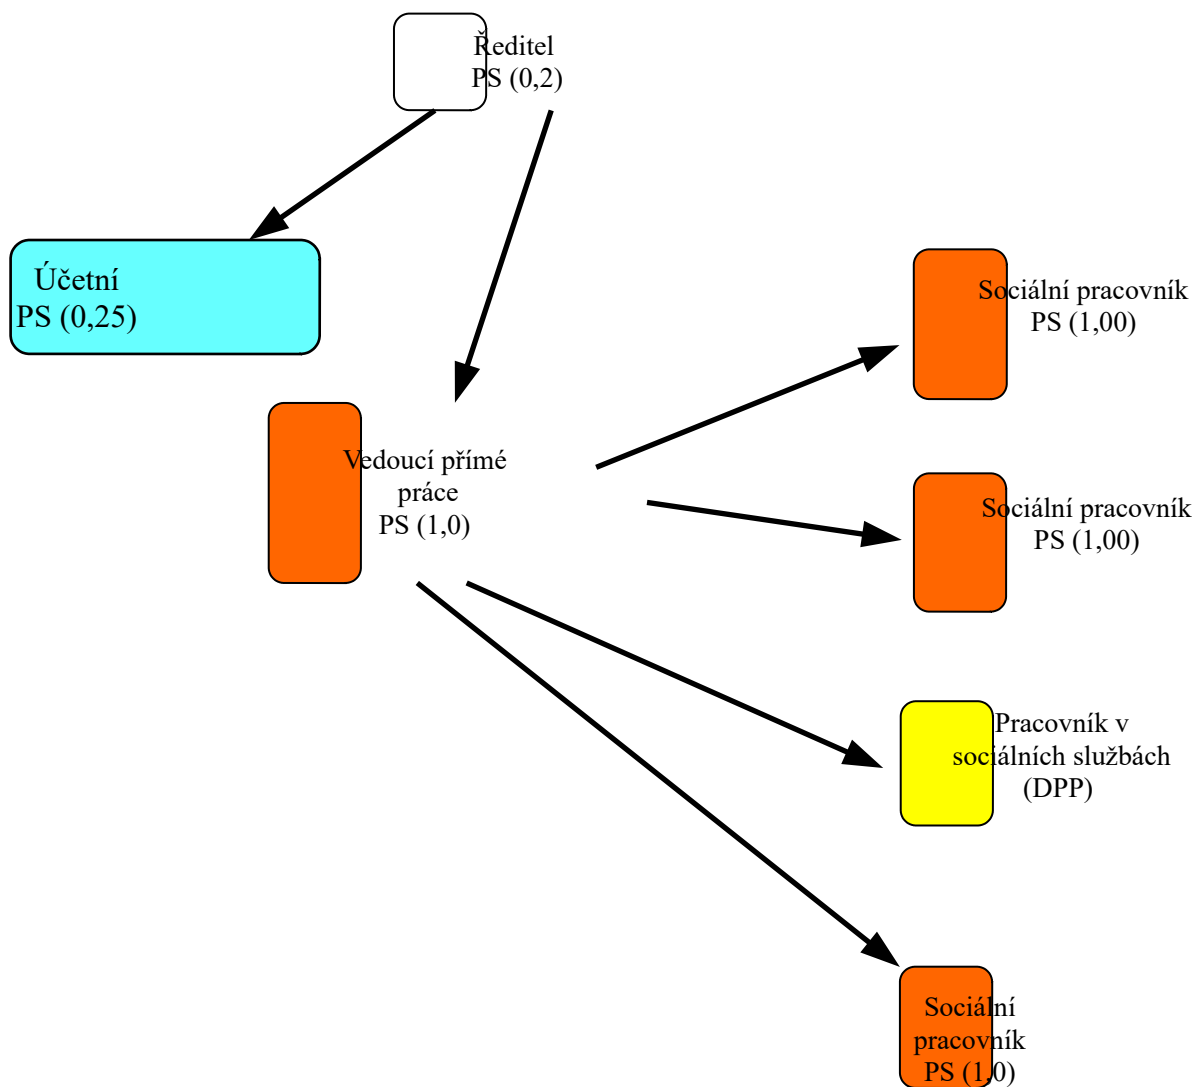 Ředitel
PS (0,2)
Účetní
PS (0,25)
Vedoucí přímé
práce
PS (1,0)
Sociální pracovník
PS (1,00)
Sociální pracovník
PS (1,00)
Pracovník v
sociálních službách
(DPP)
Sociální
pracovník
PS (1,0)